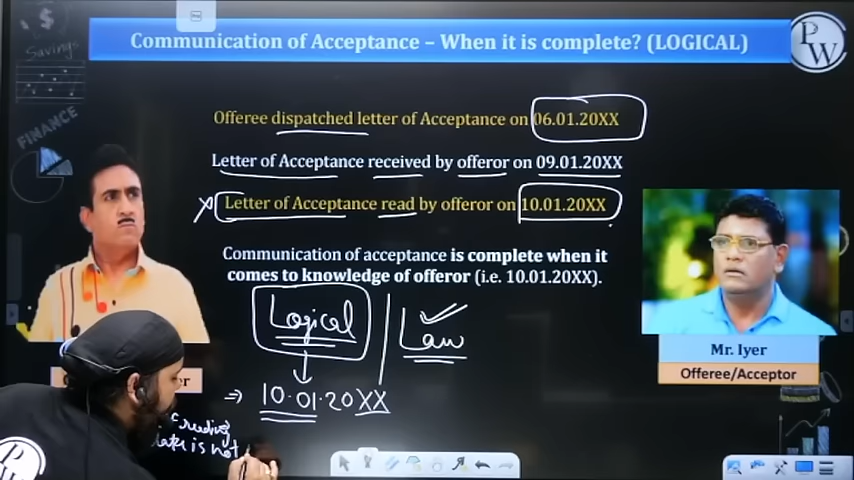 $
Savings
Communication of Acceptance – When it is complete? (LOGICAL)
P
W
FINANCE
Offeree dispatched letter of Acceptance on 06.01.20XX
Letter of Acceptance received by offeror on 09.01.20XX
Letter of Acceptance read by offeror on 10.01.20XX
Communication of acceptance is complete when it
comes to knowledge of offeror (i.e. 10.01.20XX).
Logical
Law
Mr. Iyer
Offeree/Acceptor
⇒ 10.01.20XX
reading
is not
P
W